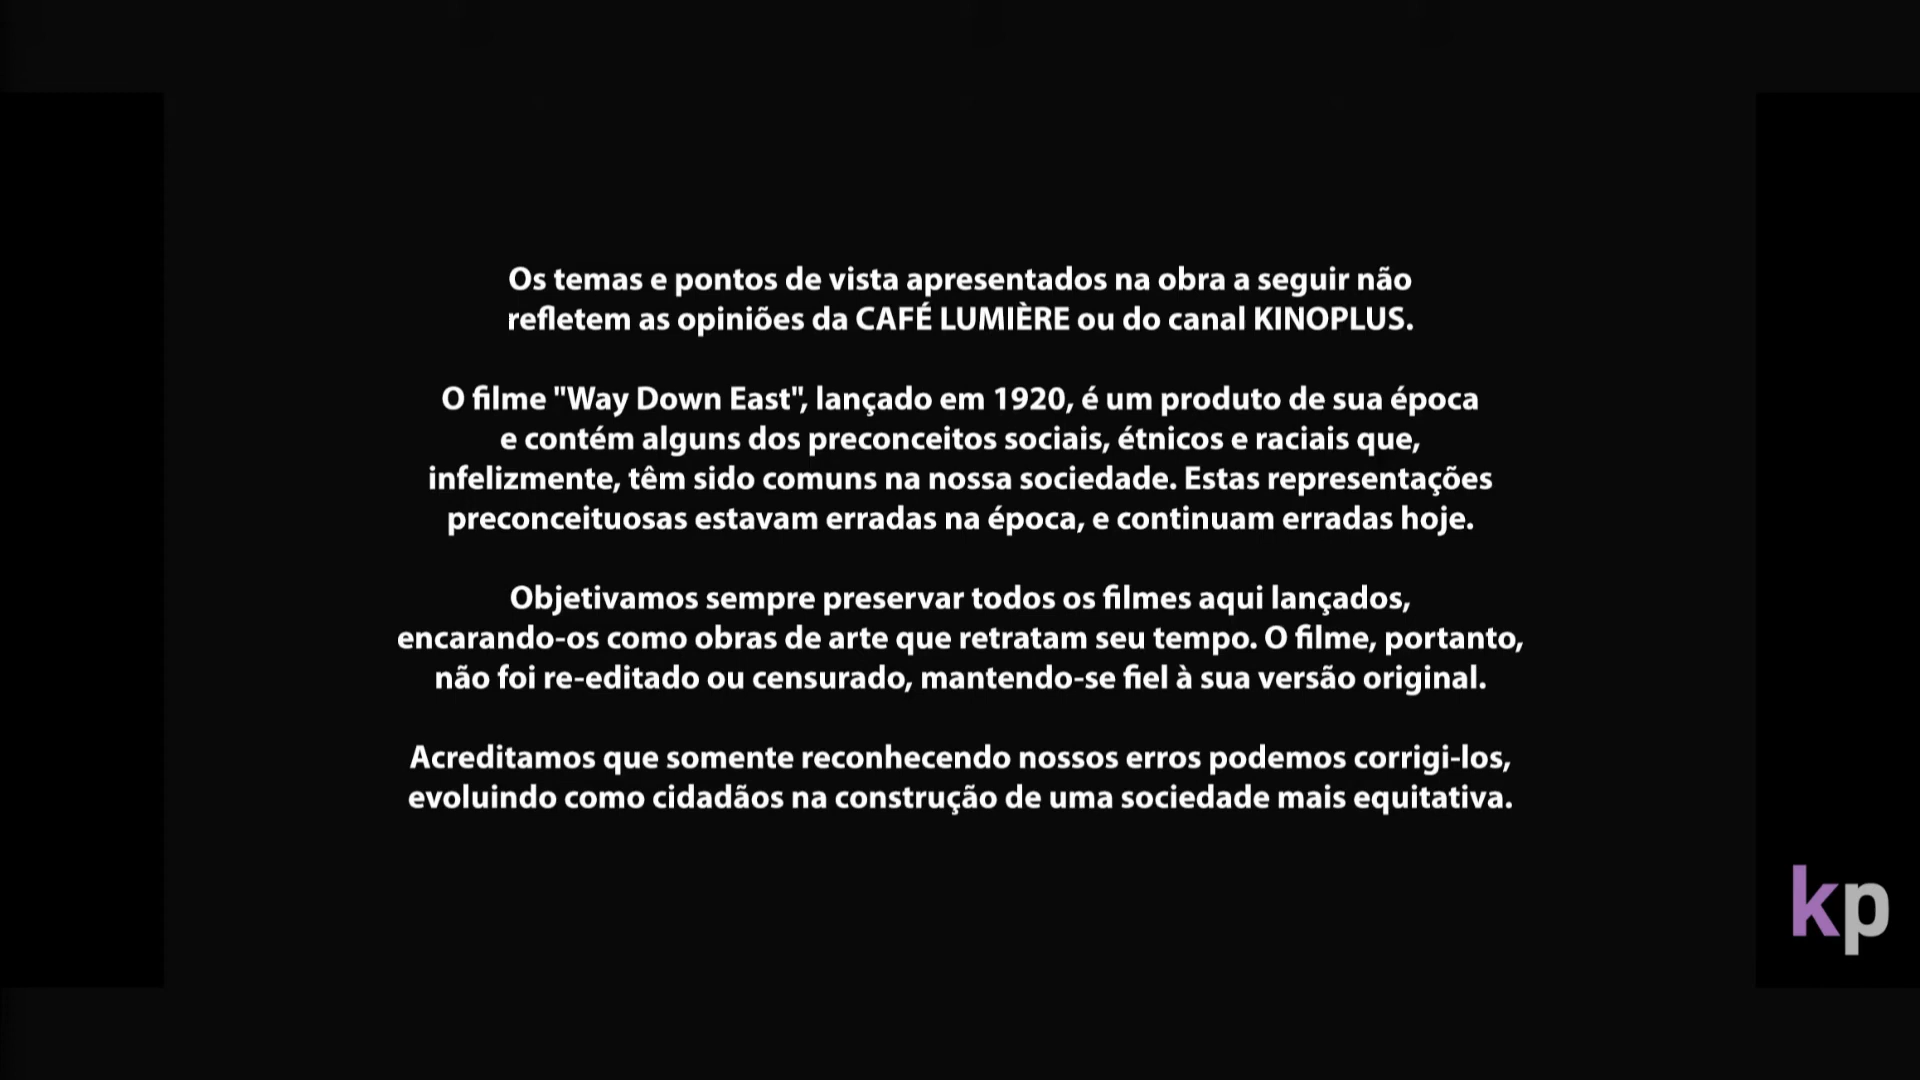 Os temas e pontos de vista apresentados na obra a seguir não
refletem as opiniões da CAFÉ LUMIÈRE ou do canal KINOPLUS.
O filme "Way Down East", lançado em 1920, é um produto de sua época
e contém alguns dos preconceitos sociais, étnicos e raciais que,
infelizmente, têm sido comuns na nossa sociedade. Estas representações
preconceituosas estavam erradas na época, e continuam erradas hoje.
Objetivamos sempre preservar todos os filmes aqui lançados,
encarando-os como obras de arte que retratam seu tempo. O filme, portanto,
não foi re-editado ou censurado, mantendo-se fiel à sua versão original.
Acreditamos que somente reconhecendo nossos erros podemos corrigi-los,
evoluindo como cidadãos na construção de uma sociedade mais equitativa.
kp